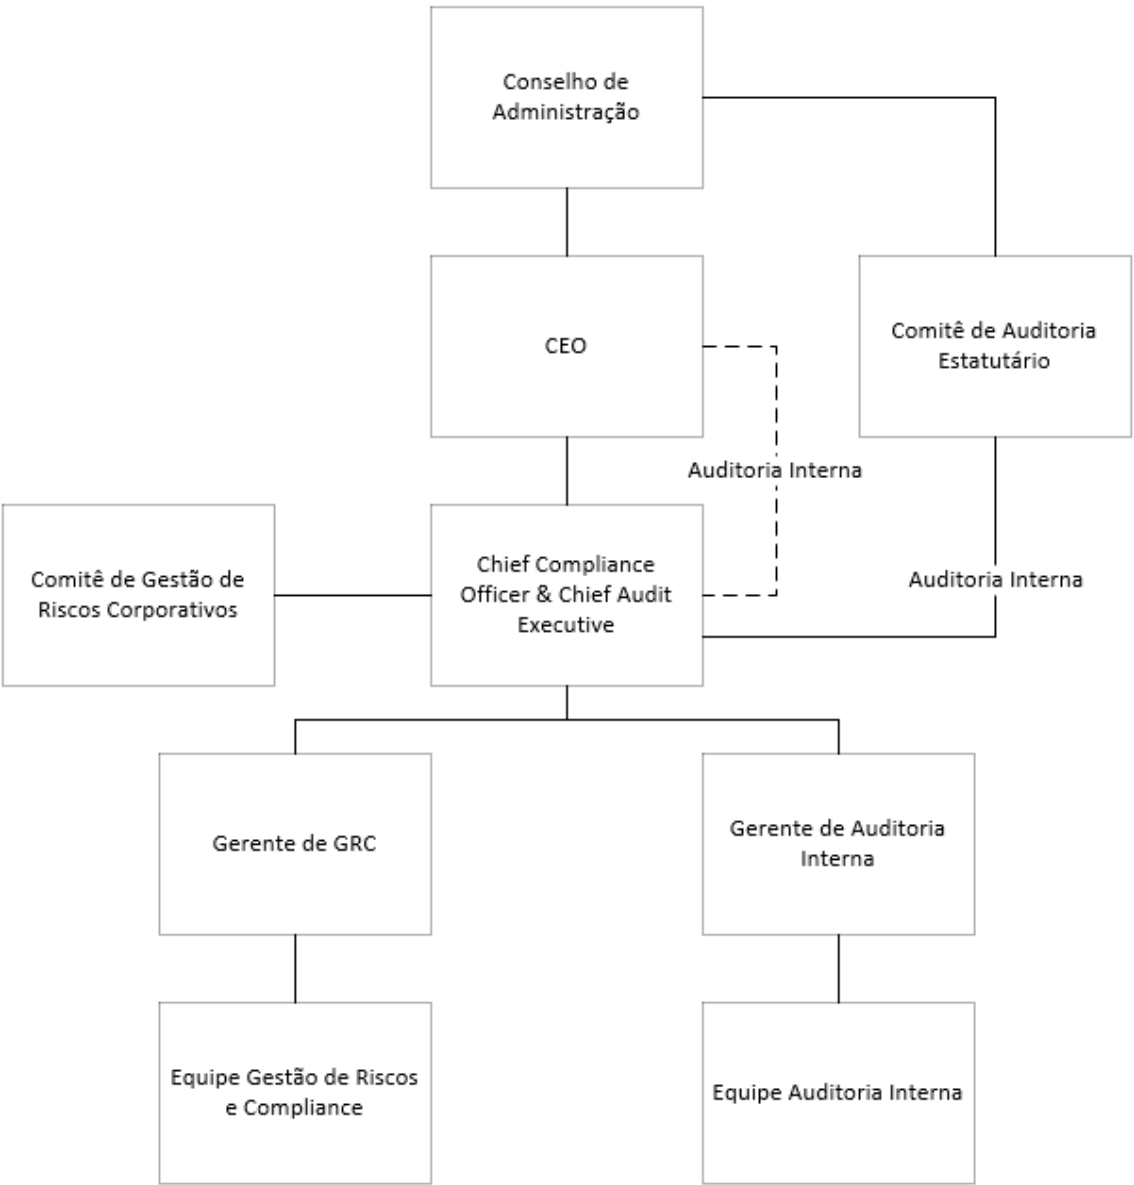 Conselho de
Administração
CEO
Comitê de Auditoria
Estatutário
Auditoria Interna
Comitê de Gestão de
Riscos Corporativos
Chief Compliance
Officer & Chief Audit
Executive
Auditoria Interna
Gerente de GRC
Gerente de Auditoria
Interna
Equipe Gestão de Riscos
e Compliance
Equipe Auditoria Interna